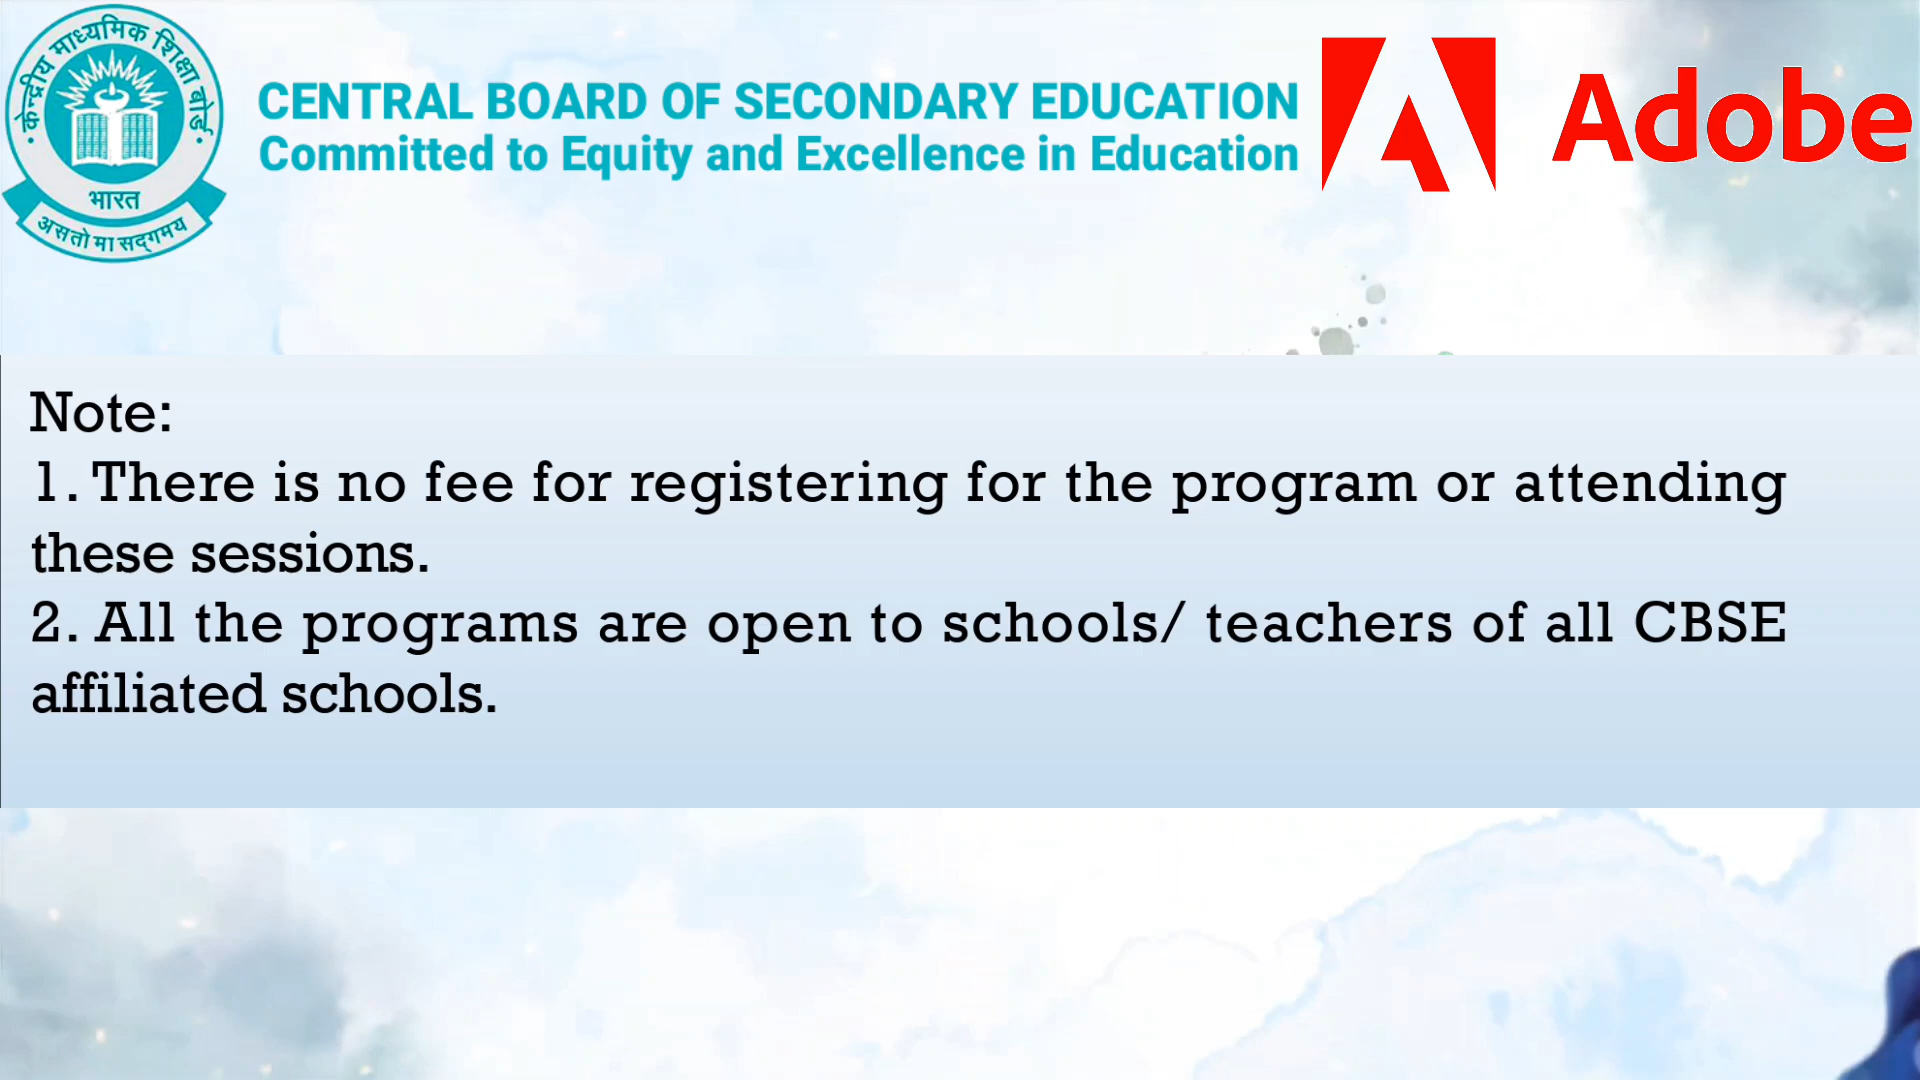 केन्द्रीय माध्यमिक शिक्षा बोर्ड
भारत
असतो मा सद्गमय
CENTRAL BOARD OF SECONDARY EDUCATION
Committed to Equity and Excellence in Education
Adobe
Note:
1. There is no fee for registering for the program or attending
these sessions.
2. All the programs are open to schools/ teachers of all CBSE
affiliated schools.